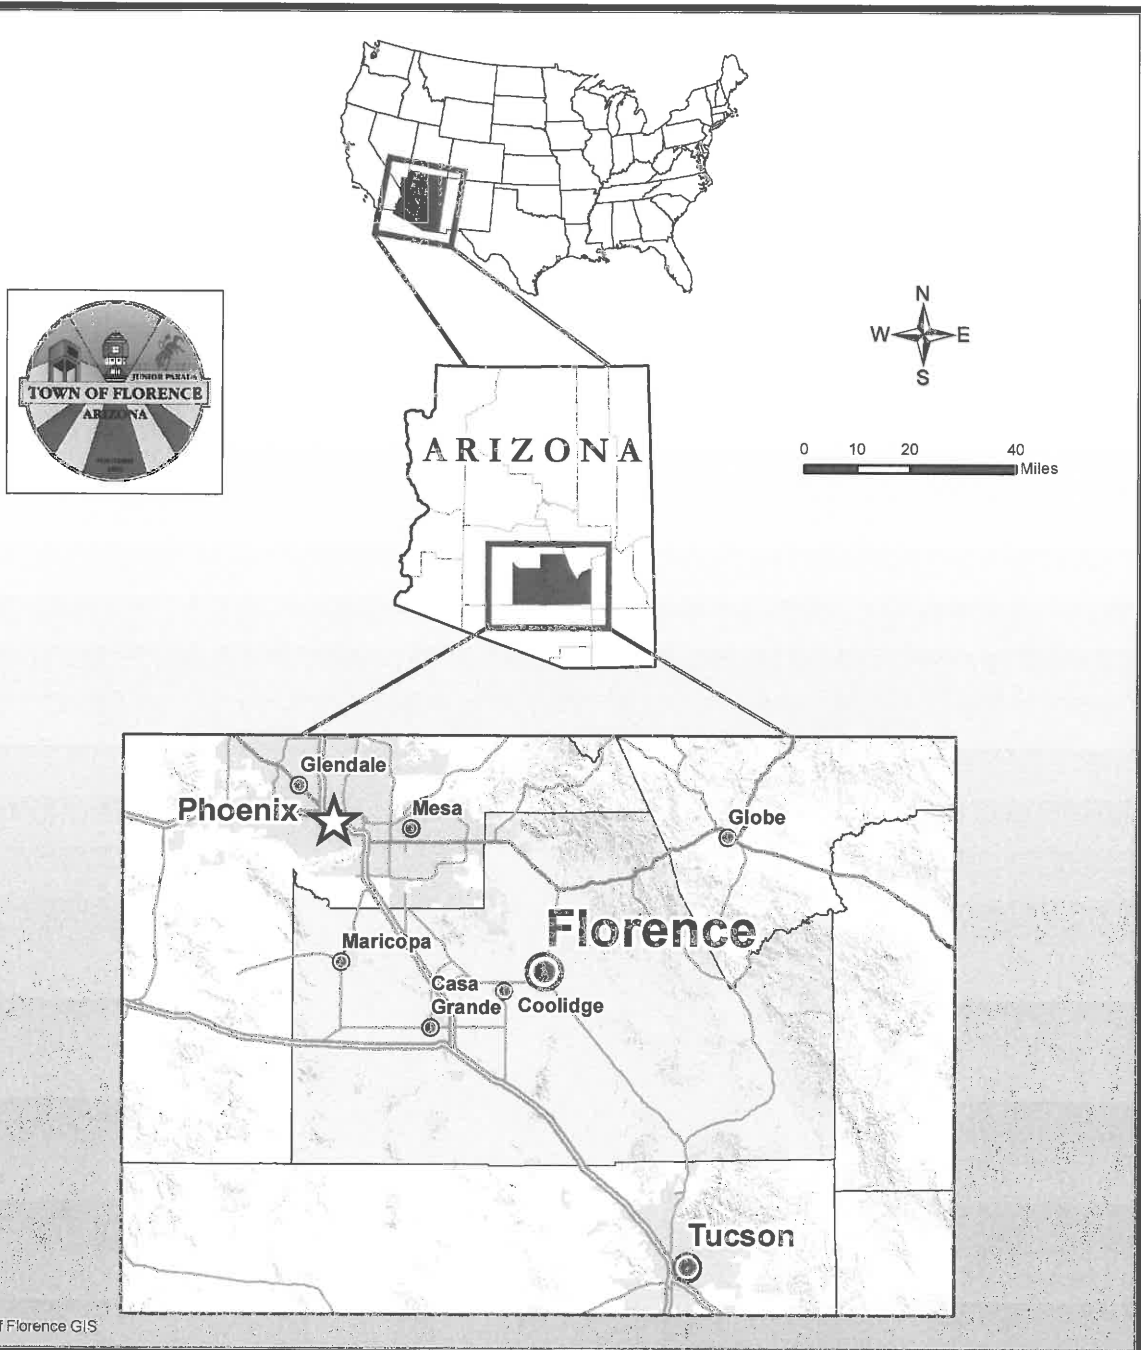 JUNIOR PARADA
TOWN OF FLORENCE
ARIZONA
N
W E
S
ARIZONA
0 10 20 40
Miles
Glendale
Phoenix
Mesa
Globe
Florence
Maricopa
Casa
Grande
Coolidge
Tucson
Florence GIS